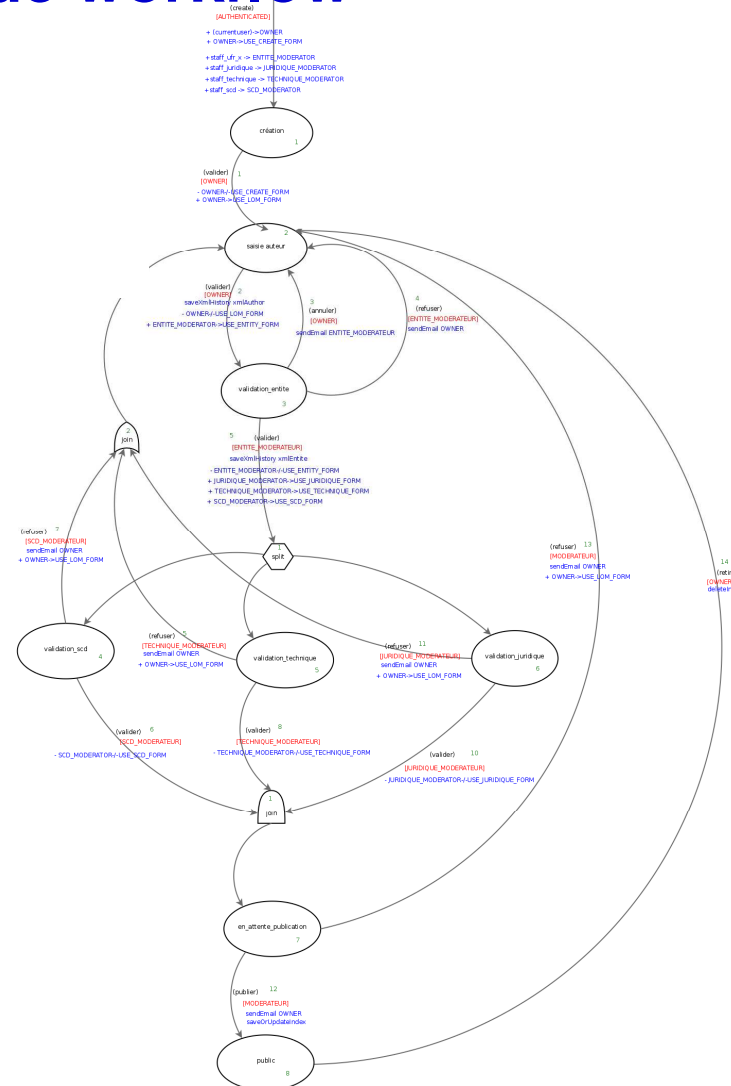 (create)
[AUTHENTICATED]
+ (currentuser)->OWNER
+ OWNER->USE_CREATE_FORM
+staff_ufr_x -> ENTITE_MODERATOR
+staff_juridique -> JURIDIQUE_MODERATOR
+staff_technique -> TECHNIQUE_MODERATOR
+staff_scd -> SCD_MODERATOR
création
1
(valider) 1
[OWNER]
- OWNER-/-USE_CREATE_FORM
+ OWNER->USE_LOM_FORM
2
saisie auteur
(valider) 2
[OWNER]
saveXmlHistory xmlAuthor
- OWNER-/-USE_LOM_FORM
+ ENTITE_MODERATOR->USE_ENTITY_FORM
3
(annuler)
[OWNER]
sendEmail ENTITE_MODERATEUR
4
(refuser)
[ENTITE_MODERATEUR]
sendEmail OWNER
validation_entite
3
2
join
5 (valider)
[ENTITE_MODERATEUR]
saveXmlHistory xmlEntite
- ENTITE_MODERATOR-/-USE_ENTITY_FORM
+ JURIDIQUE_MODERATOR->USE_JURIDIQUE_FORM
+ TECHNIQUE_MODERATOR->USE_TECHNIQUE_FORM
+ SCD_MODERATOR->USE_SCD_FORM
(refuser) 7
[SCD_MODERATEUR]
sendEmail OWNER
+ OWNER->USE_LOM_FORM
1
split
(refuser) 13
[MODERATEUR]
sendEmail OWNER
+ OWNER->USE_LOM_FORM
14
validation_scd
4
(refuser) 5
[TECHNIQUE_MODERATEUR]
sendEmail OWNER
+ OWNER->USE_LOM_FORM
validation_technique
5
(refuser) 11
[JURIDIQUE_MODERATEUR]
sendEmail OWNER
+ OWNER->USE_LOM_FORM
validation_juridique
6
(valider) 6
[SCD_MODERATEUR]
- SCD_MODERATOR-/-USE_SCD_FORM
(valider) 8
[TECHNIQUE_MODERATEUR]
- TECHNIQUE_MODERATOR-/-USE_TECHNIQUE_FORM
(valider) 10
[JURIDIQUE_MODERATEUR]
- JURIDIQUE_MODERATOR-/-USE_JURIDIQUE_FORM
1
join
en_attente_publication
7
(publier) 12
[MODERATEUR]
sendEmail OWNER
saveOrUpdateIndex
public
8